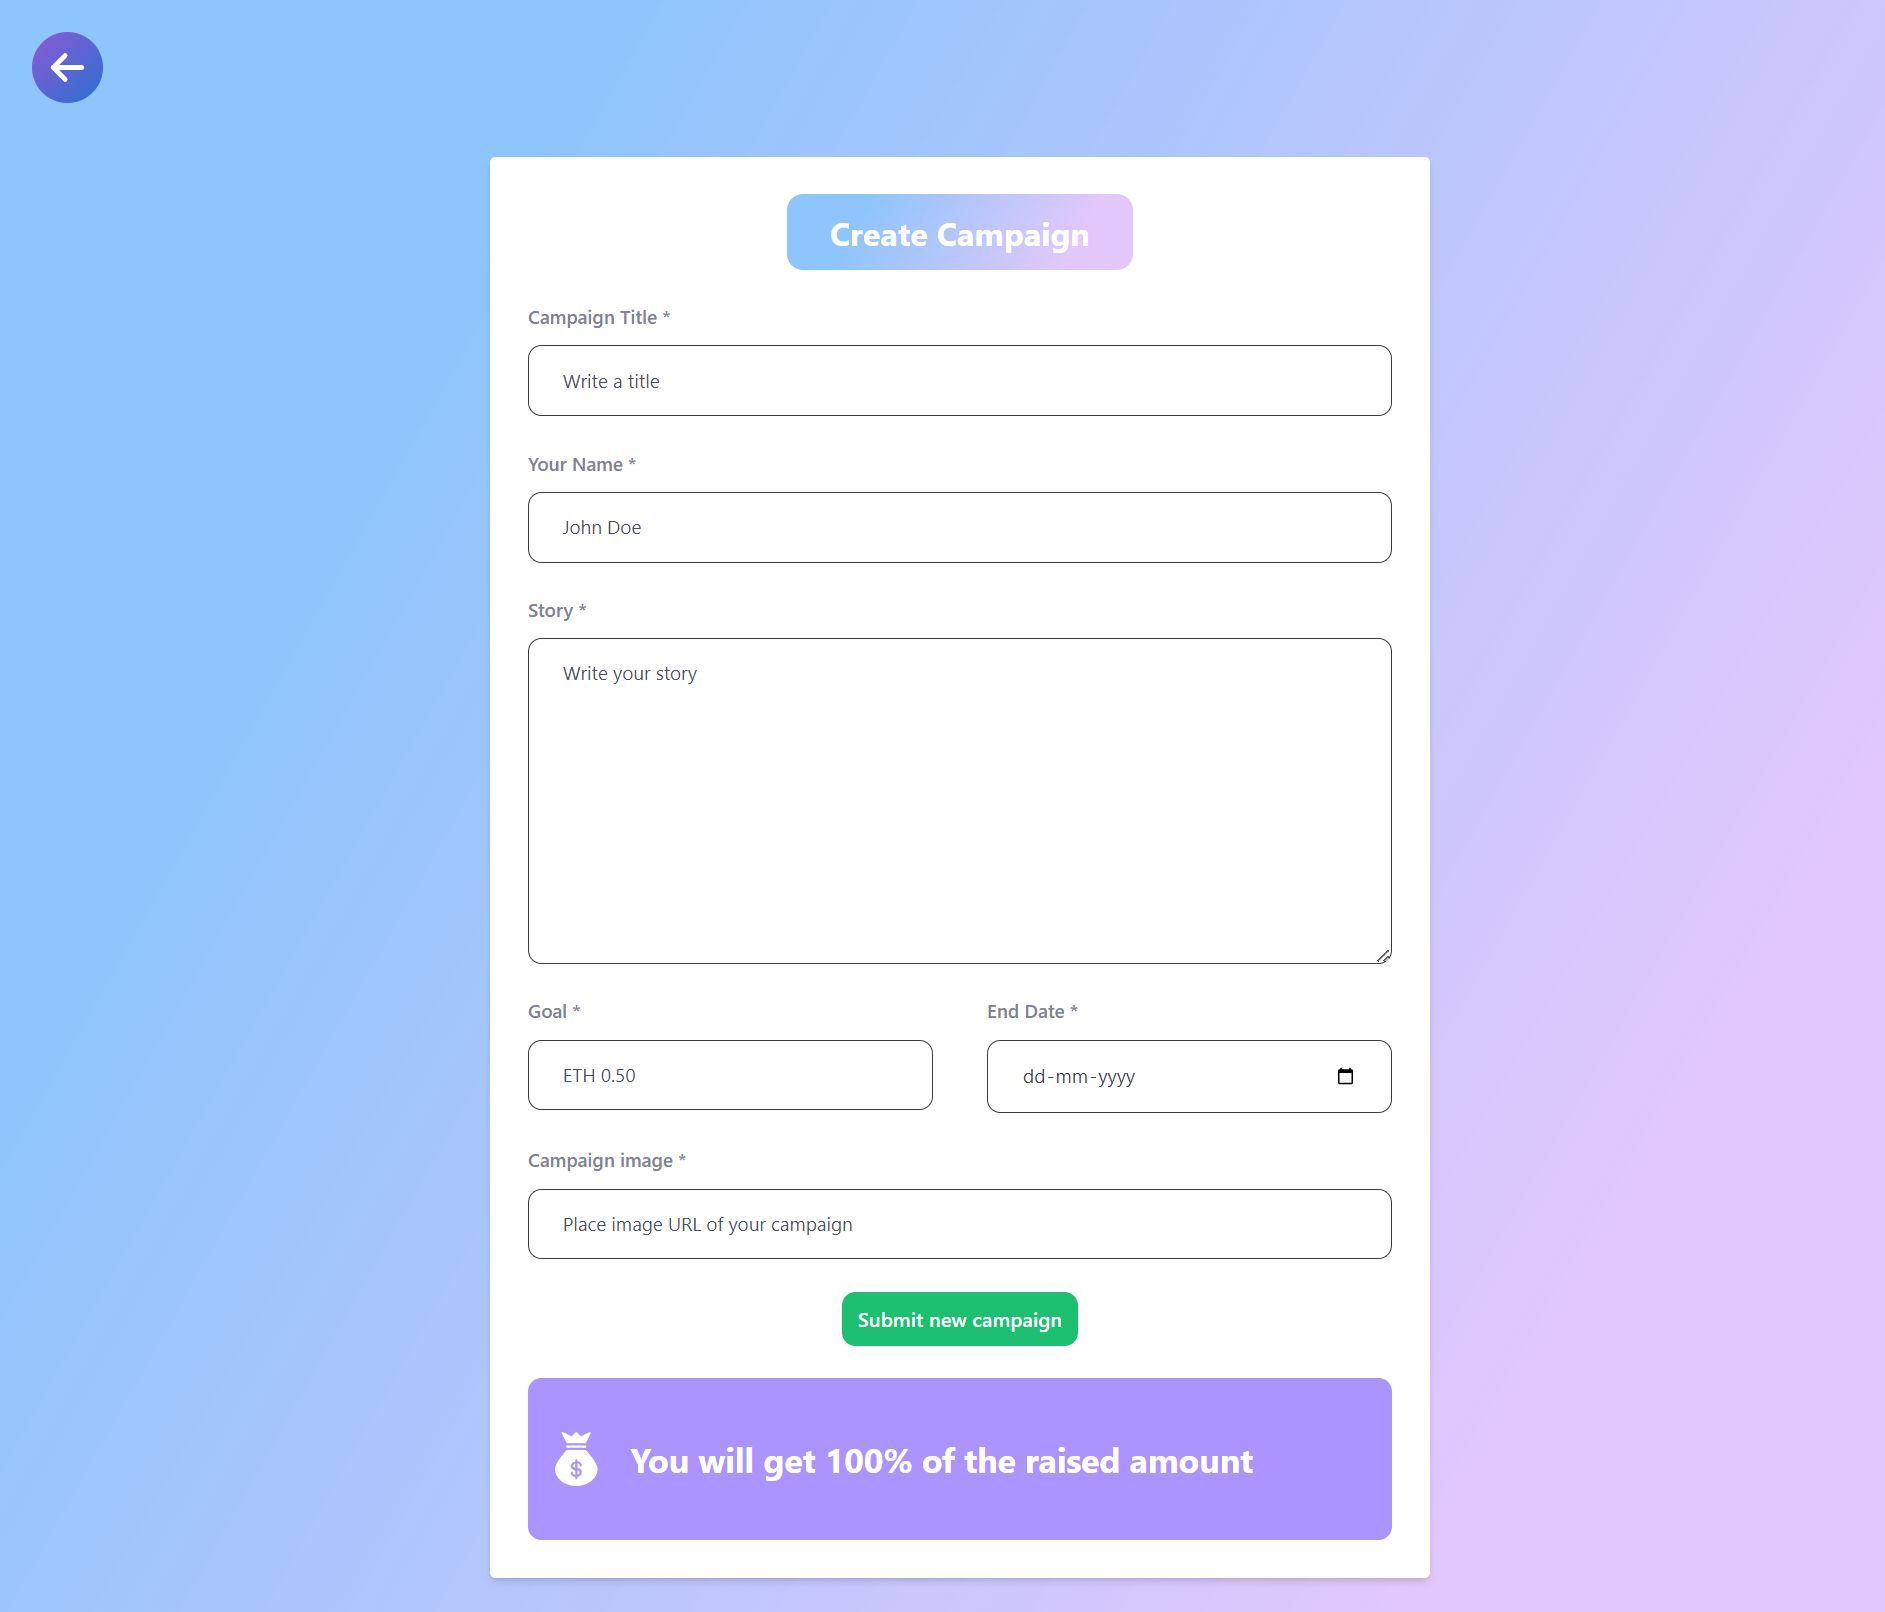 Create Campaign
Campaign Title *
Write a title
Your Name *
John Doe
Story *
Write your story
Goal *
End Date *
ETH 0.50
dd-mm-yyyy
Campaign image *
Place image URL of your campaign
Submit new campaign
$
You will get 100% of the raised amount